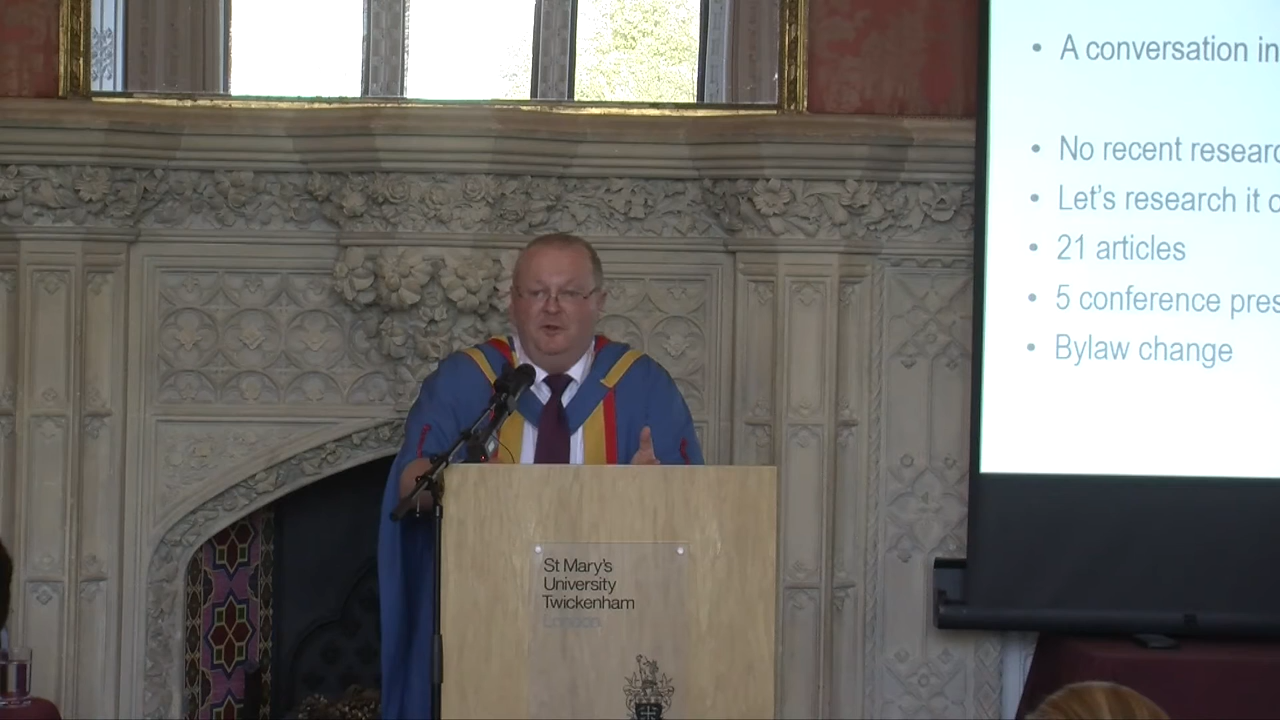 A conversation in
No recent researc
Let's research it
21 articles
5 conference pres
Bylaw change
St Mary's
University
Twickenham
London